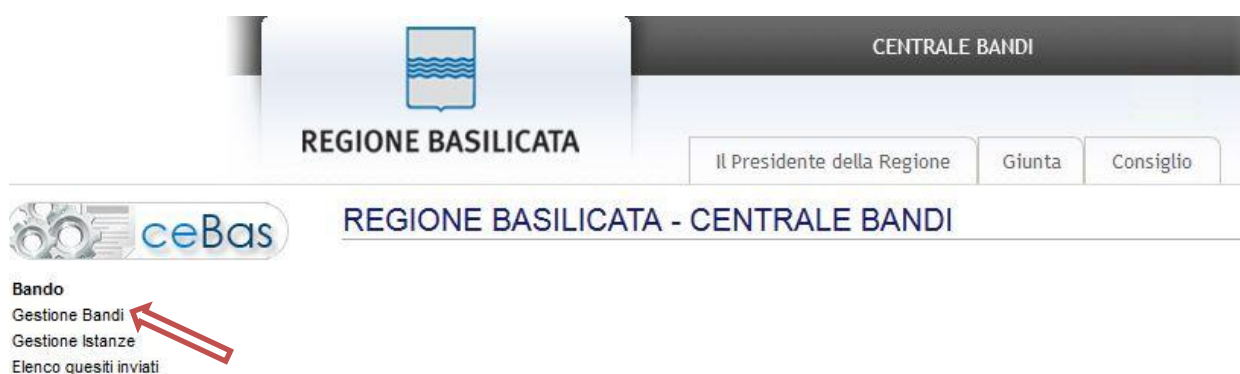 CENTRALE BANDI
REGIONE BASILICATA
Il Presidente della Regione
Giunta
Consiglio
ceBas
REGIONE BASILICATA - CENTRALE BANDI
Bando
Gestione Bandi
Gestione Istanze
Elenco quesiti inviati